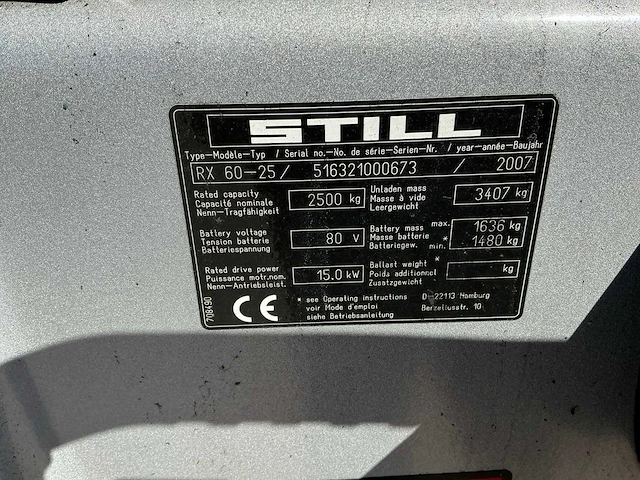 STILL
Type-Modèle-Typ / Serial no.-No. de série-Serien-Nr. / year-année-Baujahr
RX 60-25 / 516321000673 / 2007
Rated capacity
Capacité nominale
Nenn-Tragfähigkeit
2500 kg
Unladen mass
Masse à vide
Leergewicht
3407 kg
Battery voltage
Tension batterie
Batteriespannung
80 V
Battery mass max.
Masse batterie *
Batteriegew. min.
1636 kg
1480 kg
Rated drive power
Puissance motr.nom.
Nenn-Antriebsleist.
15.0 kW
Ballast weight *
Poids additionnel
Zusatzgewicht
kg
708490
CE
* see Operating instructions
voir Mode d'emploi
siehe Betriebsanleitung
D-22113 Hamburg
Berzeliusstr. 10